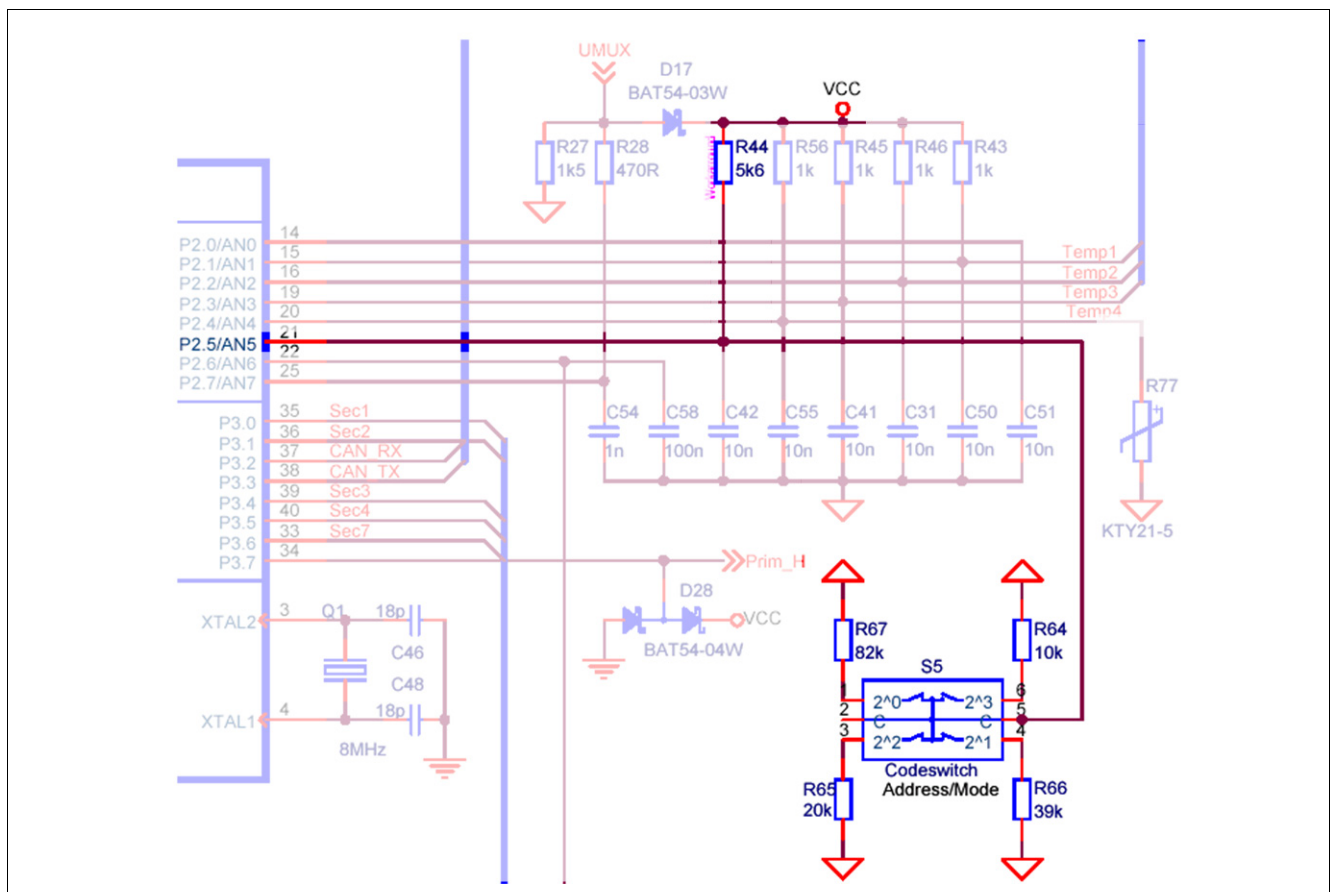 UMUX
D17
BAT54-03W
VCC
R27
1k5
R28
470R
R44
5k6
R56
1k
R45
1k
R46
1k
R43
1k
P2.0/AN0 14
P2.1/AN1 15
P2.2/AN2 16
P2.3/AN3 19
P2.4/AN4 20
P2.5/AN5 21
P2.6/AN6 22
P2.7/AN7 25
Temp1
Temp2
Temp3
Temp4
R77
KTY21-5
C54
1n
C58
100n
C42
10n
C55
10n
C41
10n
C31
10n
C50
10n
C51
10n
P3.0 35 Sec1
P3.1 36 Sec2
P3.2 37 CAN_RX
P3.3 38 CAN_TX
P3.4 39 Sec3
P3.5 40 Sec4
P3.6 33 Sec7
P3.7 34
Prim_H
D28
VCC
BAT54-04W
XTAL2 3
Q1
18p
C46
C48
XTAL1 4
18p
8MHz
R67
82k
R64
10k
S5
1 2^0 2^3 6
2 C C 5
3 2^2 2^1 4
Codeswitch
Address/Mode
R65
20k
R66
39k